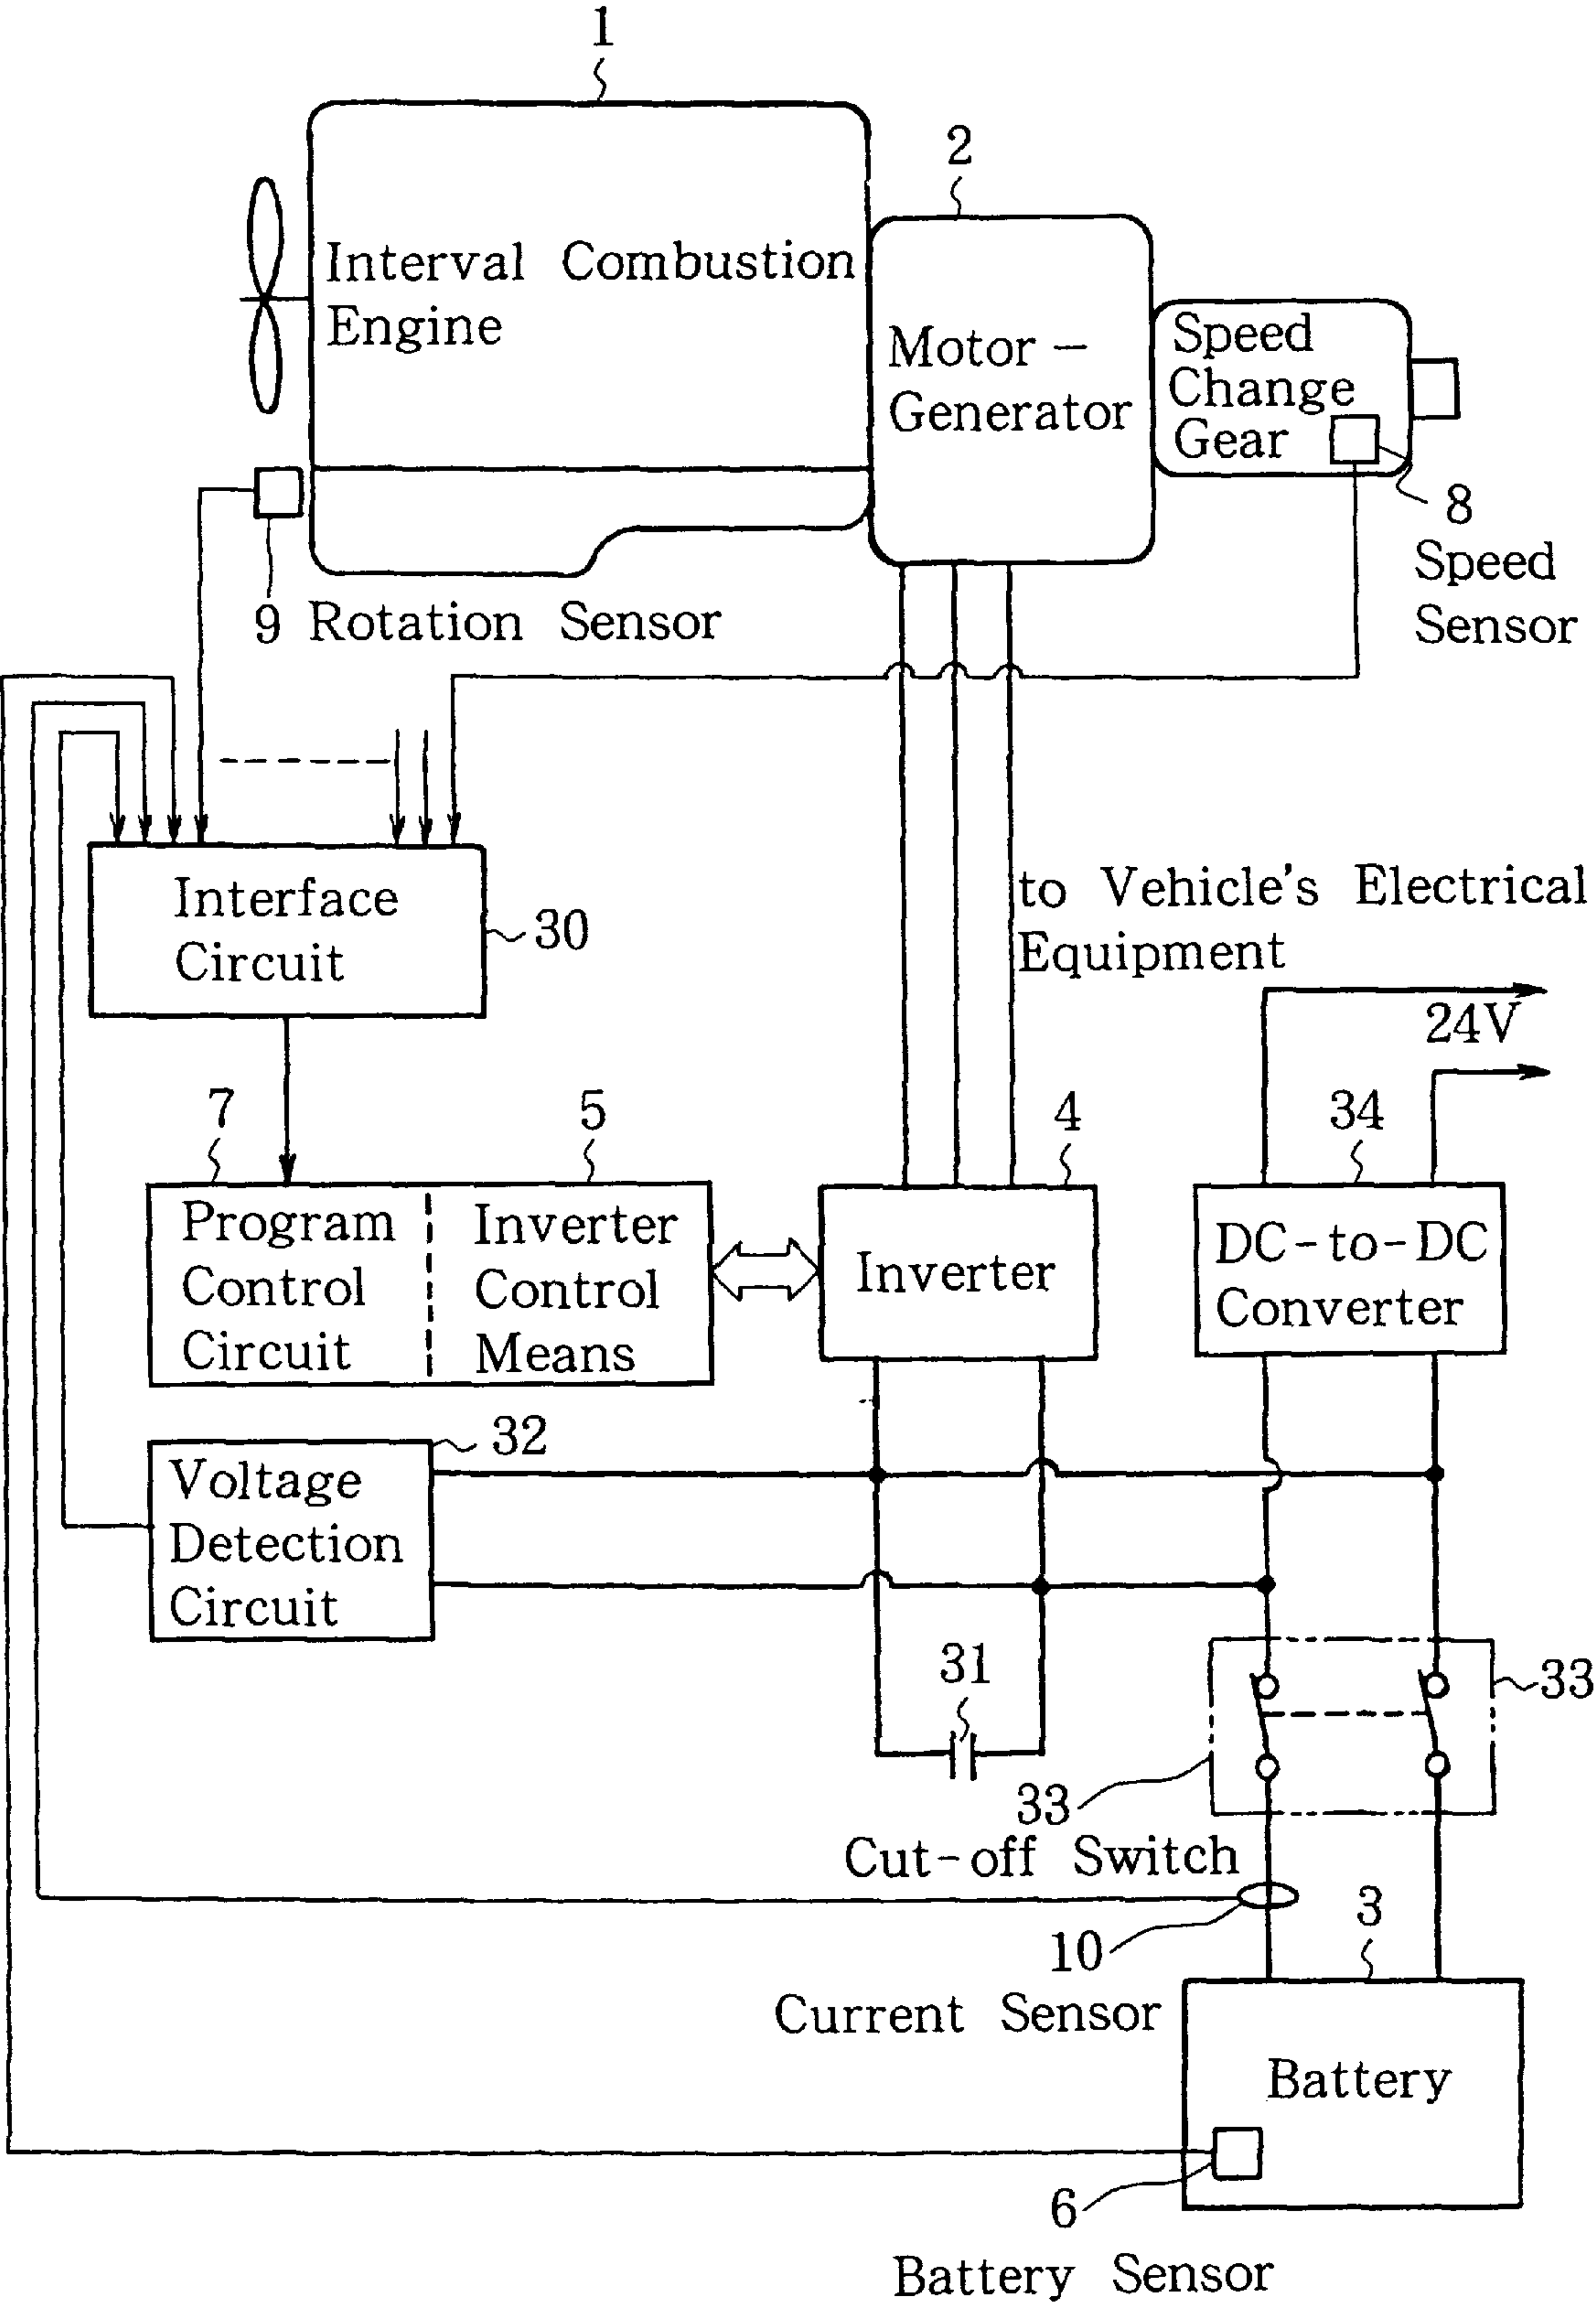 1
2
Interval Combustion
Engine
Motor-
Generator
Speed
Change
Gear
8
Speed
Sensor
9 Rotation Sensor
Interface
Circuit
30
to Vehicle's Electrical
Equipment
24V
7
5
4
34
Program
Control
Circuit
Inverter
Control
Means
Inverter
DC-to-DC
Converter
32
Voltage
Detection
Circuit
31
33
33
Cut-off Switch
10
Current Sensor
3
Battery
6
Battery Sensor